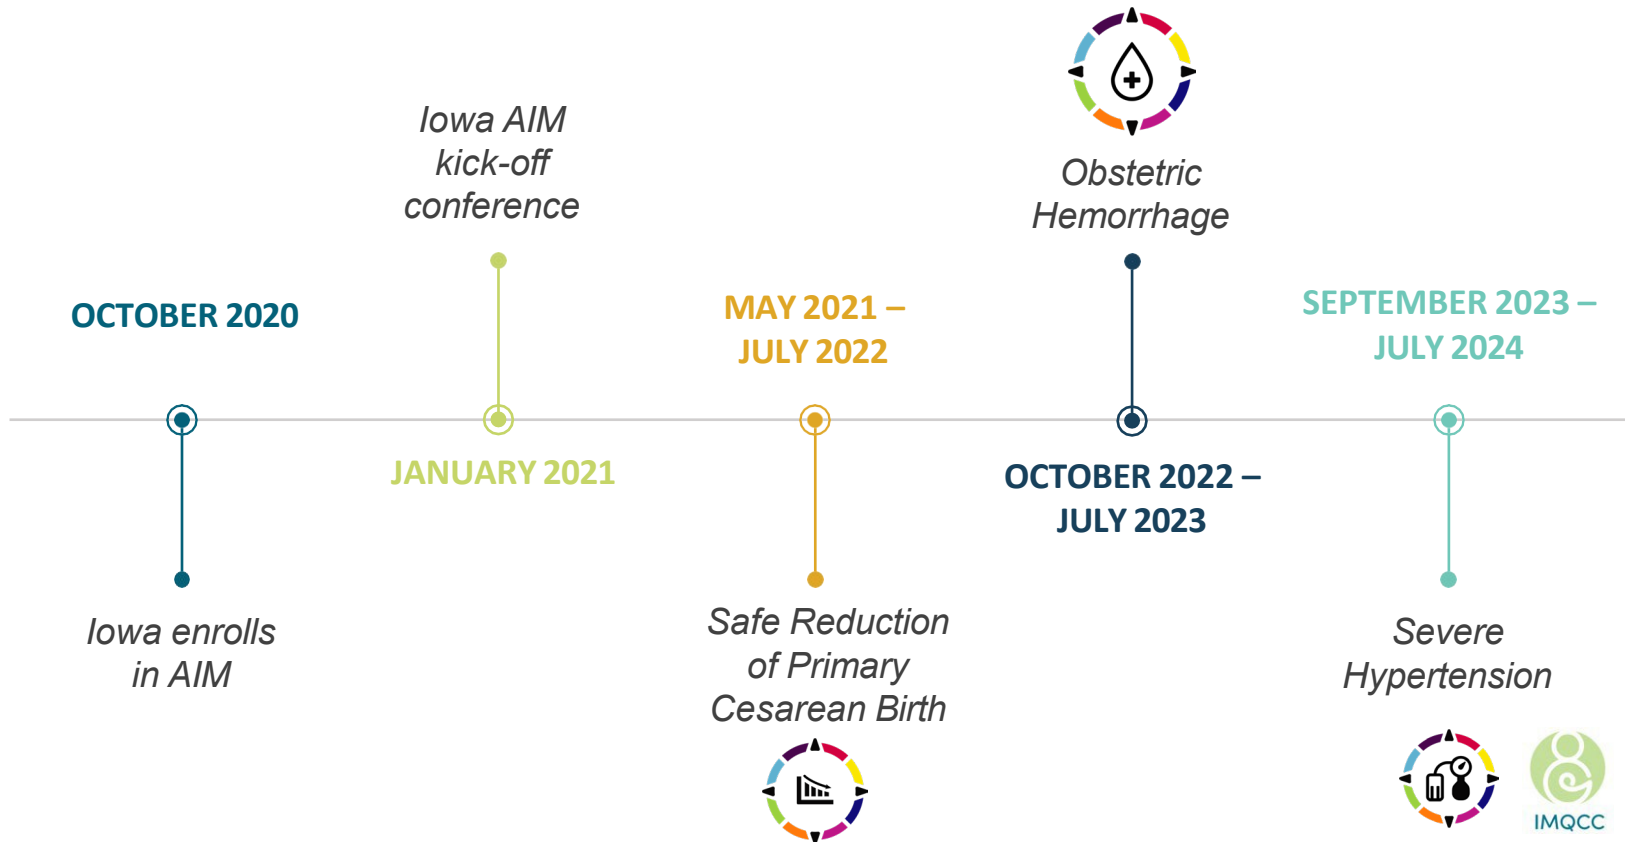 OCTOBER 2020
Iowa enrolls
in AIM
Iowa AIM
kick-off
conference
JANUARY 2021
MAY 2021 –
JULY 2022
Safe Reduction
of Primary
Cesarean Birth
Obstetric
Hemorrhage
OCTOBER 2022 –
JULY 2023
SEPTEMBER 2023 –
JULY 2024
Severe
Hypertension
IMQCC